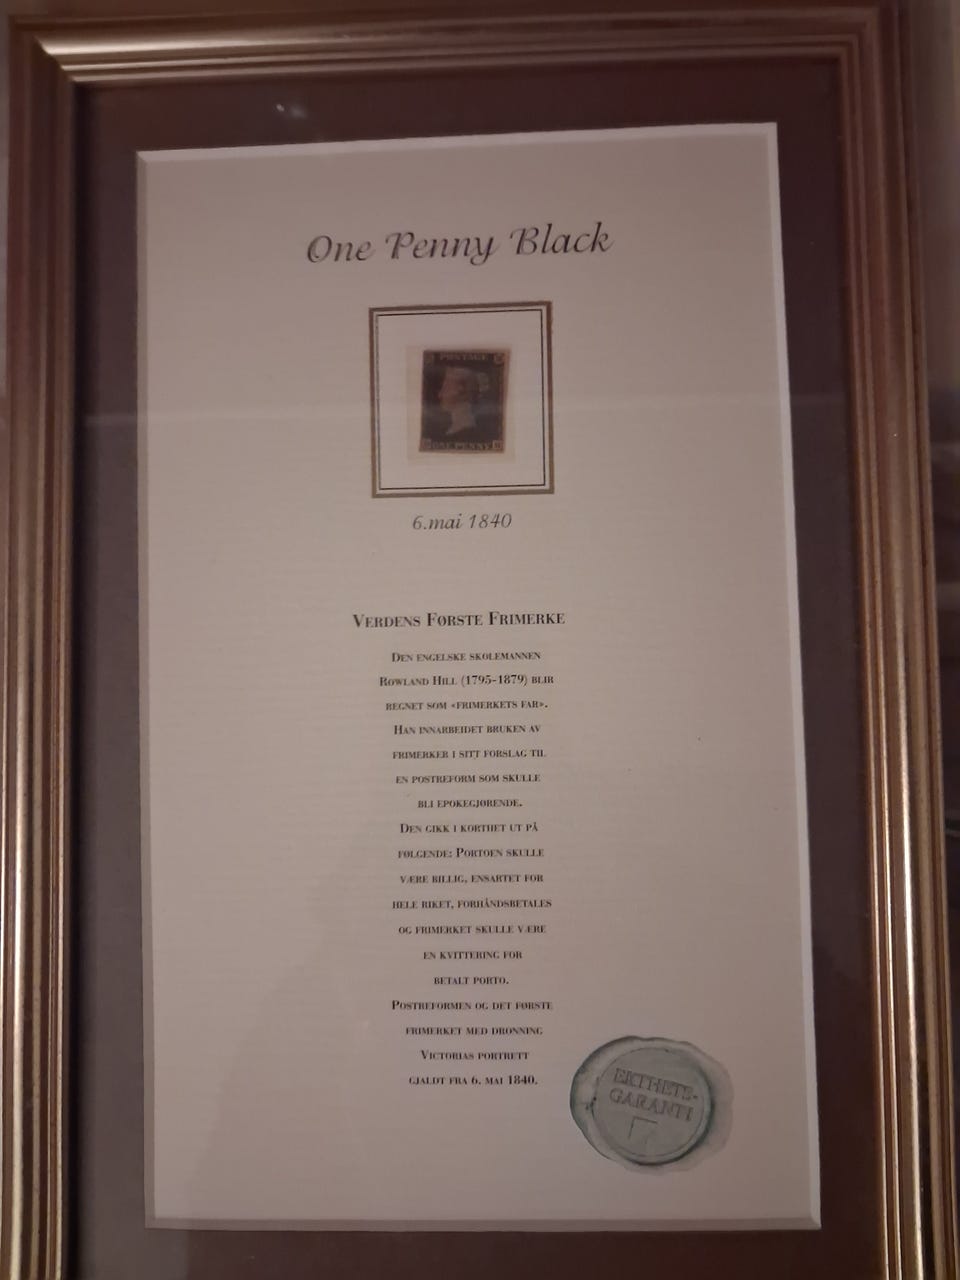 One Penny Black
POSTAGE
ONE PENNY
6.mai 1840
VERDENS FØRSTE FRIMERKE
DEN ENGELSKE SKOLEMANNEN
ROWLAND HILL (1795-1879) BLIR
REGNET SOM «FRIMERKETS FAR».
HAN INNARBEIDET BRUKEN AV
FRIMERKER I SITT FORSLAG TIL
EN POSTREFORM SOM SKULLE
BLI EPOKEGJØRENDE.
DEN GIKK I KORTHET UT PÅ
FØLGENDE: PORTOEN SKULLE
VÆRE BILLIG, ENSARTET FOR
HELE RIKET, FORHÅNDSBETALES
OG FRIMERKET SKULLE VÆRE
EN KVITTERING FOR
BETALT PORTO.
POSTREFORMEN OG DET FØRSTE
FRIMERKET MED DRONNING
VICTORIAS PORTRETT
GJALDT FRA 6. MAI 1840.
EKTHETS-
GARANTI